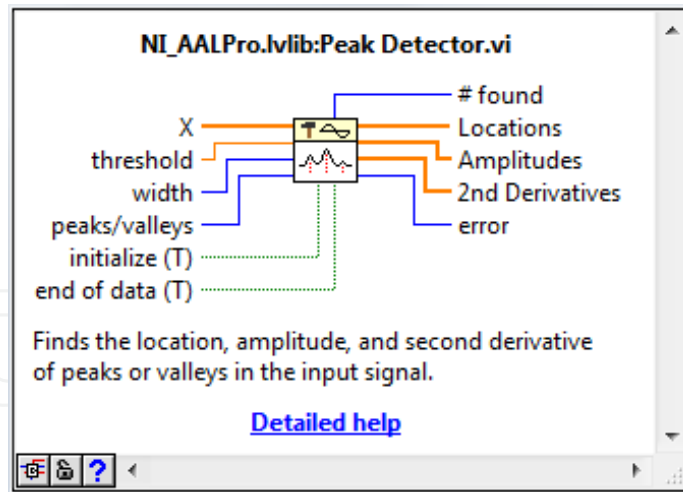 NI_AALPro.lvlib:Peak Detector.vi
# found
X
Locations
threshold
Amplitudes
width
2nd Derivatives
peaks/valleys
error
initialize (T)
end of data (T)
Finds the location, amplitude, and second derivative
of peaks or valleys in the input signal.
Detailed help
?